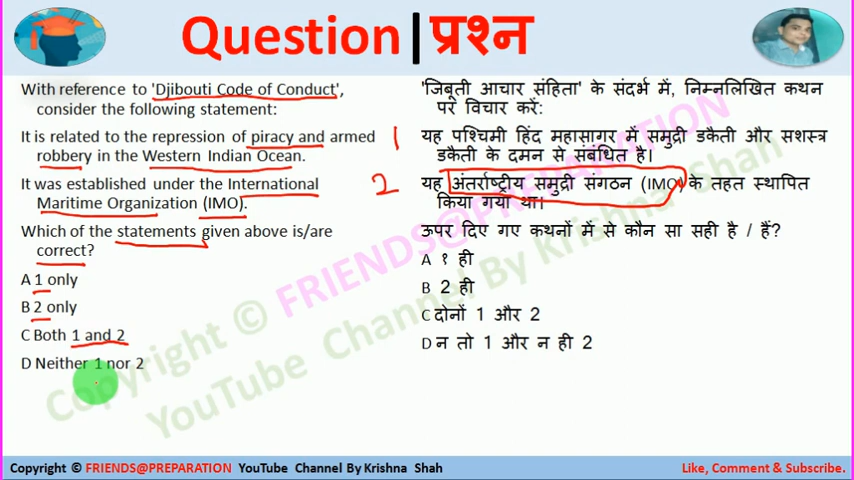 Question|प्रश्न
With reference to 'Djibouti Code of Conduct',
consider the following statement:
It is related to the repression of piracy and armed
robbery in the Western Indian Ocean.
It was established under the International
Maritime Organization (IMO).
Which of the statements given above is/are
correct?
A 1 only
B 2 only
C Both 1 and 2
D Neither 1 nor 2
1
2
'जिबूती आचार संहिता' के संदर्भ में, निम्नलिखित कथन
पर विचार करें:
यह पश्चिमी हिंद महासागर में समुद्री डकैती और सशस्त्र
डकैती के दमन से संबंधित है।
यह अंतर्राष्ट्रीय समुद्री संगठन (IMO) के तहत स्थापित
किया गया था।
ऊपर दिए गए कथनों में से कौन सा सही है / हैं?
A १ ही
B 2 ही
C दोनों 1 और 2
D न तो 1 और न ही 2
Copyright © FRIENDS@PREPARATION
YouTube Channel By Krishna Shah
Copyright © FRIENDS@PREPARATION YouTube Channel By Krishna Shah
Like, Comment & Subscribe.